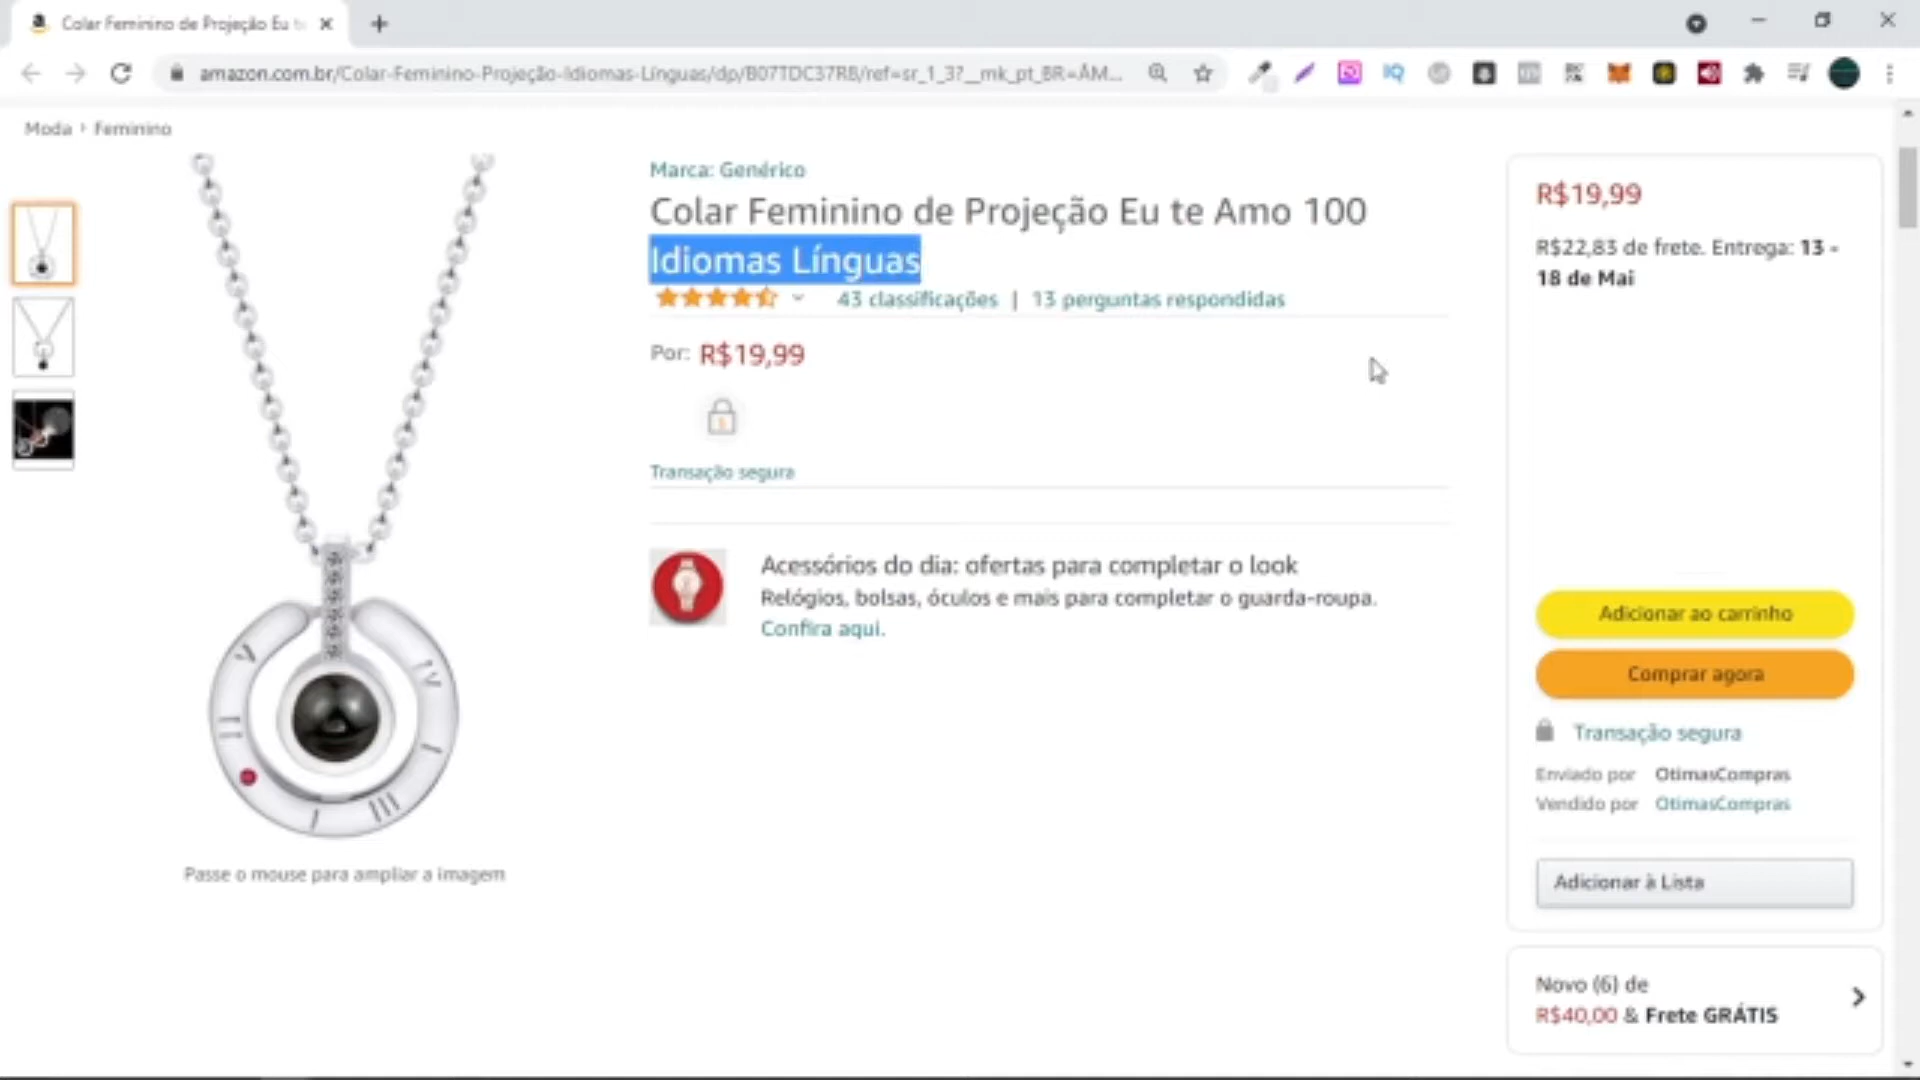 Colar Feminino de Projeção Eu te
amazon.com.br/Colar-Feminino-Projeção-Idiomas-Línguas/dp/B07TDC37R8/ref=sr_1_3?__mk_pt_BR=ÂM...
Moda › Feminino
Marca: Genérico
Colar Feminino de Projeção Eu te Amo 100
Idiomas Línguas
43 classificações | 13 perguntas respondidas
Por: R$19,99
Transação segura
Acessórios do dia: ofertas para completar o look
Relógios, bolsas, óculos e mais para completar o guarda-roupa.
Confira aqui.
V
IV
II
I
I
III
Passe o mouse para ampliar a imagem
R$19,99
R$22,83 de frete. Entrega: 13 -
18 de Mai
Adicionar ao carrinho
Comprar agora
Transação segura
Enviado por OtimasCompras
Vendido por OtimasCompras
Adicionar à Lista
Novo (6) de
R$40,00 & Frete GRÁTIS